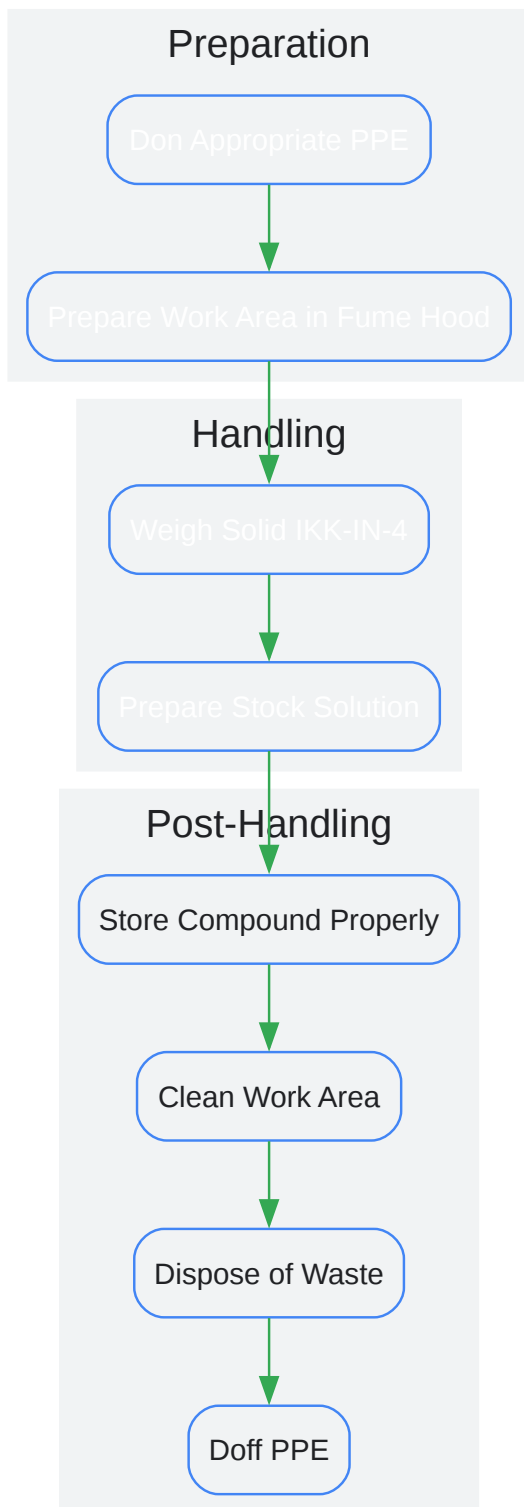 Preparation
Don Appropriate PPE
Prepare Work Area in Fume Hood
Handling
Weigh Solid IKK-IN-4
Prepare Stock Solution
Post-Handling
Store Compound Properly
Clean Work Area
Dispose of Waste
Doff PPE